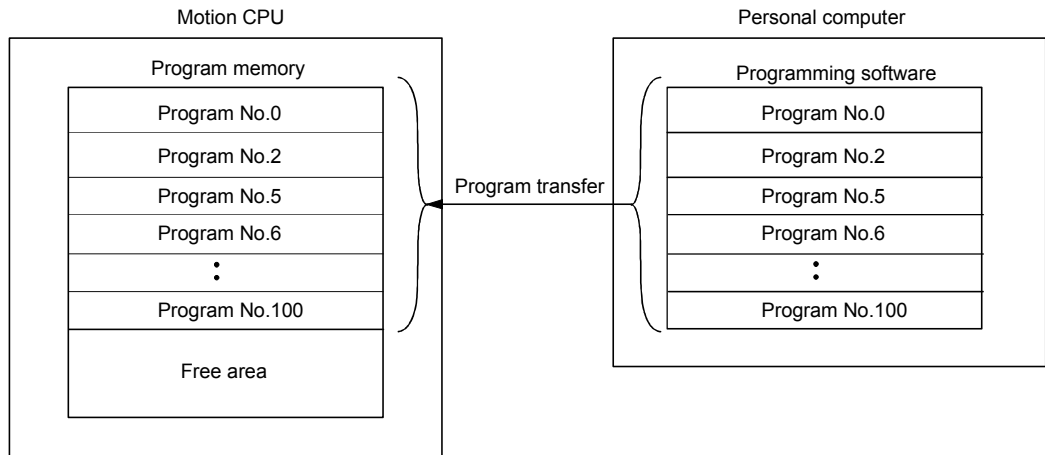 Motion CPU
Personal computer
Program memory
Program No.0
Program No.2
Program No.5
Program No.6
:
Program No.100
Free area
Program transfer
Programming software
Program No.0
Program No.2
Program No.5
Program No.6
:
Program No.100